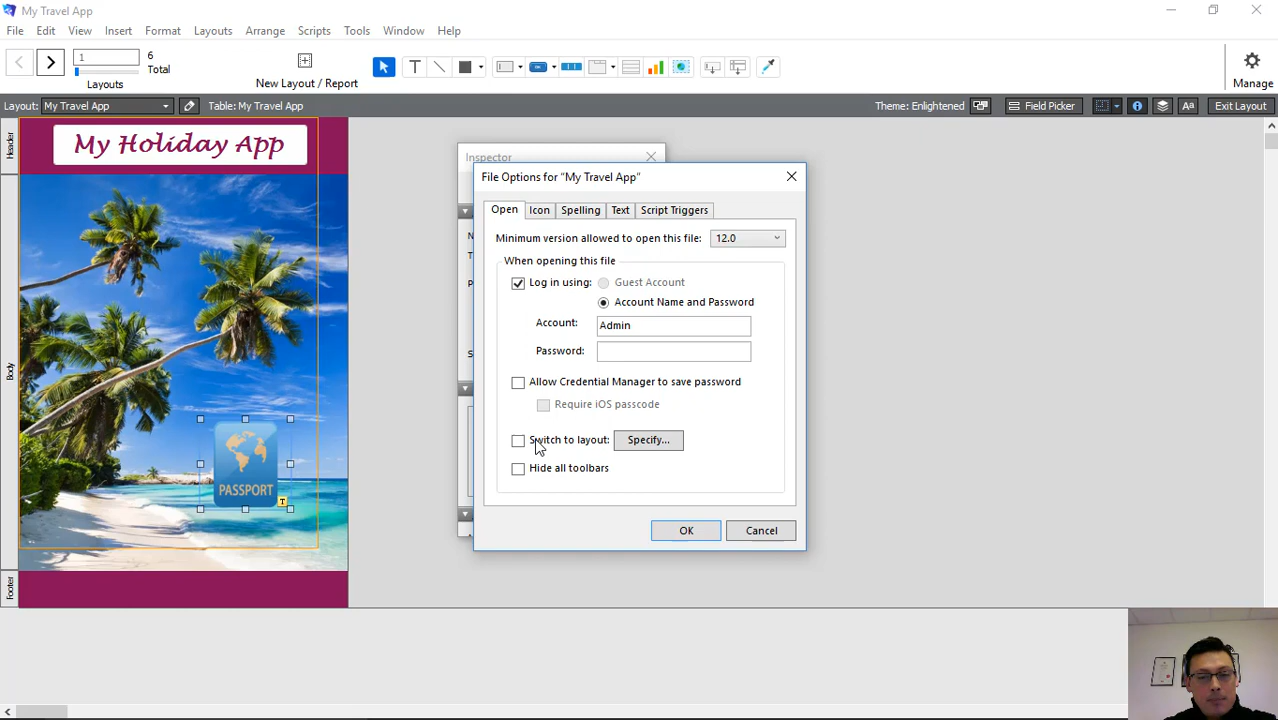 My Travel App
File Edit View Insert Format Layouts Arrange Scripts Tools Window Help
1
6
Total
Layouts
New Layout / Report
Manage
Layout: My Travel App
Table: My Travel App
Theme: Enlightened
Aa
Field Picker
Exit Layout
Header
My Holiday App
Body
PASSPORT
T
Footer
Inspector
File Options for “My Travel App”
Open Icon Spelling Text Script Triggers
Minimum version allowed to open this file: 12.0
When opening this file
Log in using: Guest Account
Account Name and Password
Account: Admin
Password:
Allow Credential Manager to save password
Require iOS passcode
Switch to layout: Specify...
Hide all toolbars
OK Cancel